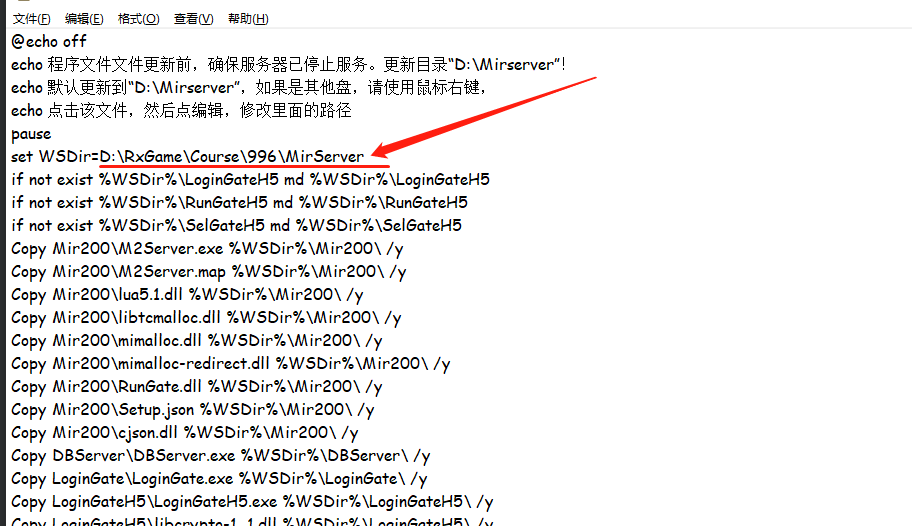 文件(F) 编辑(E) 格式(O) 查看(V) 帮助(H)
@echo off
echo 程序文件文件更新前，确保服务器已停止服务。更新目录“D:\Mirserver”！
echo 默认更新到“D:\Mirserver”，如果是其他盘，请使用鼠标右键，
echo 点击该文件，然后点编辑，修改里面的路径
pause
set WSDir=D:\RxGame\Course\996\MirServer
if not exist %WSDir%\LoginGateH5 md %WSDir%\LoginGateH5
if not exist %WSDir%\RunGateH5 md %WSDir%\RunGateH5
if not exist %WSDir%\SelGateH5 md %WSDir%\SelGateH5
Copy Mir200\M2Server.exe %WSDir%\Mir200\ /y
Copy Mir200\M2Server.map %WSDir%\Mir200\ /y
Copy Mir200\lua5.1.dll %WSDir%\Mir200\ /y
Copy Mir200\libtcmalloc.dll %WSDir%\Mir200\ /y
Copy Mir200\mimalloc.dll %WSDir%\Mir200\ /y
Copy Mir200\mimalloc-redirect.dll %WSDir%\Mir200\ /y
Copy Mir200\RunGate.dll %WSDir%\Mir200\ /y
Copy Mir200\Setup.json %WSDir%\Mir200\ /y
Copy Mir200\cjson.dll %WSDir%\Mir200\ /y
Copy DBServer\DBServer.exe %WSDir%\DBServer\ /y
Copy LoginGate\LoginGate.exe %WSDir%\LoginGate\ /y
Copy LoginGateH5\LoginGateH5.exe %WSDir%\LoginGateH5\ /y
Copy LoginGateH5\libcrypto-1_1.dll %WSDir%\LoginGateH5\ /y